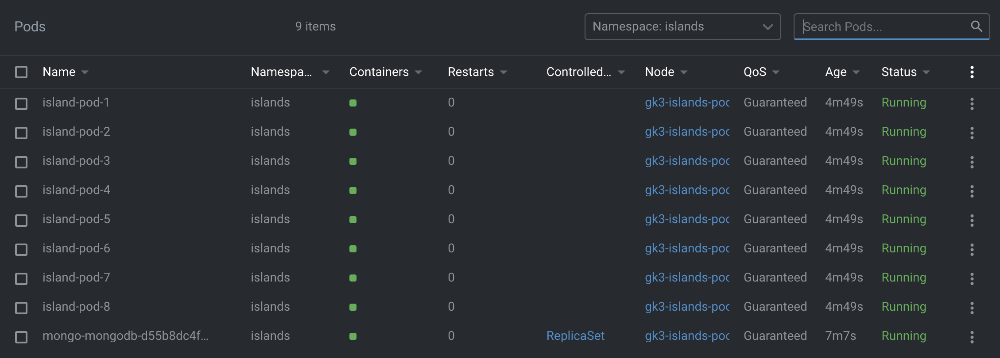 Pods 9 items Namespace: islands Search Pods...
Name Namespa... Containers Restarts Controlled... Node QoS Age Status
island-pod-1 islands 0 gk3-islands-poc Guaranteed 4m49s Running
island-pod-2 islands 0 gk3-islands-poc Guaranteed 4m49s Running
island-pod-3 islands 0 gk3-islands-poc Guaranteed 4m49s Running
island-pod-4 islands 0 gk3-islands-poc Guaranteed 4m49s Running
island-pod-5 islands 0 gk3-islands-poc Guaranteed 4m49s Running
island-pod-6 islands 0 gk3-islands-poc Guaranteed 4m49s Running
island-pod-7 islands 0 gk3-islands-poc Guaranteed 4m49s Running
island-pod-8 islands 0 gk3-islands-poc Guaranteed 4m49s Running
mongo-mongodb-d55b8dc4f... islands 0 ReplicaSet gk3-islands-poc Guaranteed 7m7s Running